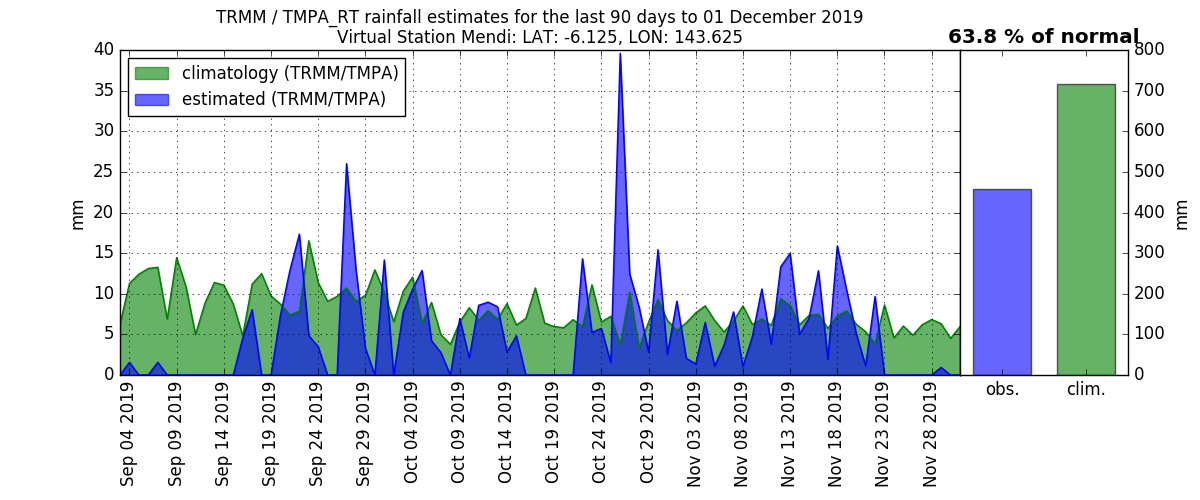 TRMM / TMPA_RT rainfall estimates for the last 90 days to 01 December 2019
Virtual Station Mendi: LAT: -6.125, LON: 143.625
63.8 % of normal
climatology (TRMM/TMPA)
estimated (TRMM/TMPA)
40
35
30
25
20
15
10
5
0
mm
Sep 04 2019
Sep 09 2019
Sep 14 2019
Sep 19 2019
Sep 24 2019
Sep 29 2019
Oct 04 2019
Oct 09 2019
Oct 14 2019
Oct 19 2019
Oct 24 2019
Oct 29 2019
Nov 03 2019
Nov 08 2019
Nov 13 2019
Nov 18 2019
Nov 23 2019
Nov 28 2019
800
700
600
500
400
300
200
100
0
mm
obs.
clim.